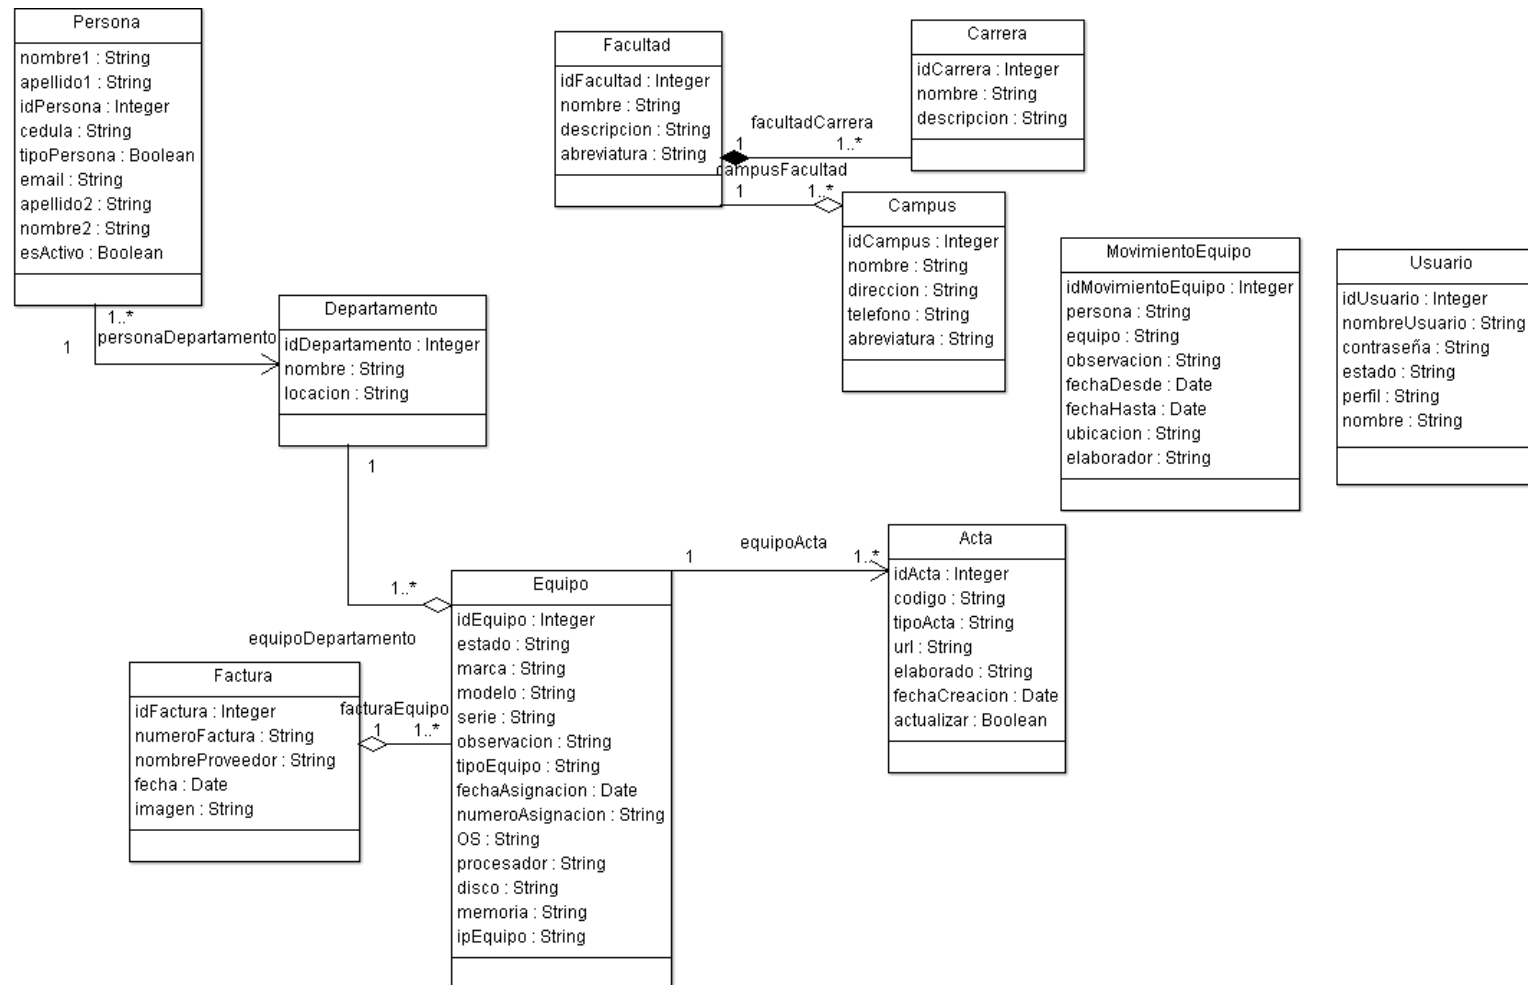 Persona
nombre1 : String
apellido1 : String
idPersona : Integer
cedula : String
tipoPersona : Boolean
email : String
apellido2 : String
nombre2 : String
esActivo : Boolean
1..*
personaDepartamento
1
Departamento
idDepartamento : Integer
nombre : String
locacion : String
1
1..*
equipoDepartamento
Facultad
idFacultad : Integer
nombre : String
descripcion : String
abreviatura : String
facultadCarrera
1
1..*
campusFacultad
1
1..*
Carrera
idCarrera : Integer
nombre : String
descripcion : String
Campus
idCampus : Integer
nombre : String
direccion : String
telefono : String
abreviatura : String
MovimientoEquipo
idMovimientoEquipo : Integer
persona : String
equipo : String
observacion : String
fechaDesde : Date
fechaHasta : Date
ubicacion : String
elaborador : String
Usuario
idUsuario : Integer
nombreUsuario : String
contraseña : String
estado : String
perfil : String
nombre : String
Factura
idFactura : Integer
numeroFactura : String
nombreProveedor : String
fecha : Date
imagen : String
facturaEquipo
1
1..*
Equipo
idEquipo : Integer
estado : String
marca : String
modelo : String
serie : String
observacion : String
tipoEquipo : String
fechaAsignacion : Date
numeroAsignacion : String
OS : String
procesador : String
disco : String
memoria : String
ipEquipo : String
equipoActa
1
1..*
Acta
idActa : Integer
codigo : String
tipoActa : String
url : String
elaborado : String
fechaCreacion : Date
actualizar : Boolean